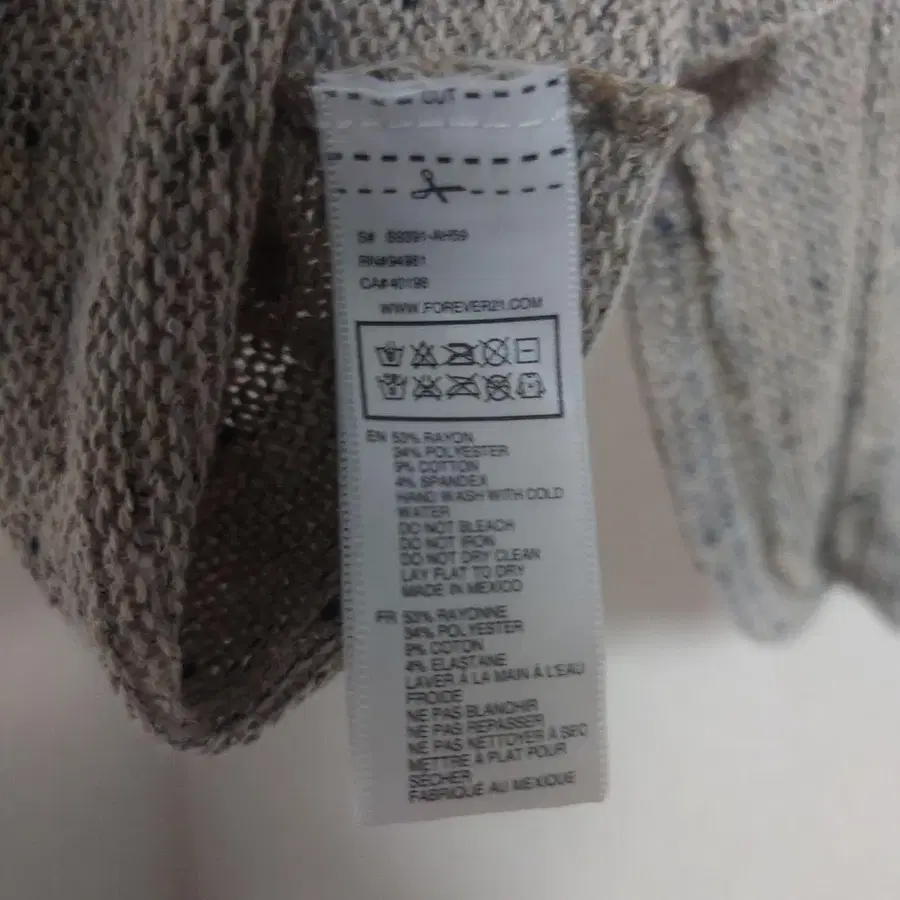 CUT
S# S9391-AH59
RN#94981
CA#40198
WWW.FOREVER21.COM
EN 53% RAYON
34% POLYESTER
9% COTTON
4% SPANDEX
HAND WASH WITH COLD
WATER
DO NOT BLEACH
DO NOT IRON
DO NOT DRY CLEAN
LAY FLAT TO DRY
MADE IN MEXICO
FR 53% RAYONNE
34% POLYESTER
9% COTON
4% ELASTANE
LAVER À LA MAIN À L'EAU
FROIDE
NE PAS BLANCHIR
NE PAS REPASSER
NE PAS NETTOYER À SEC
METTRE À PLAT POUR
SÉCHER
FABRIQUÉ AU MEXIQUE